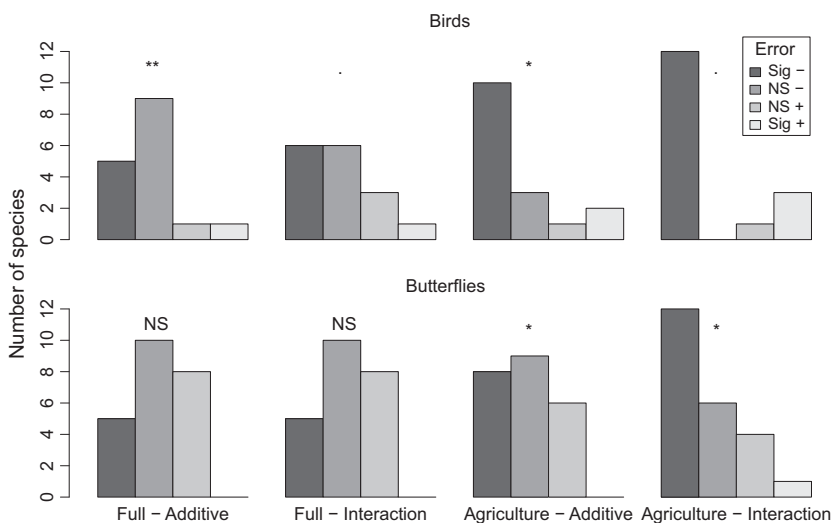 Birds
Error
Sig −
NS −
NS +
Sig +
** . * .
12
10
8
6
4
2
0
Number of species
Butterflies
NS NS * *
12
10
8
6
4
2
0
Full − Additive Full − Interaction Agriculture − Additive Agriculture − Interaction